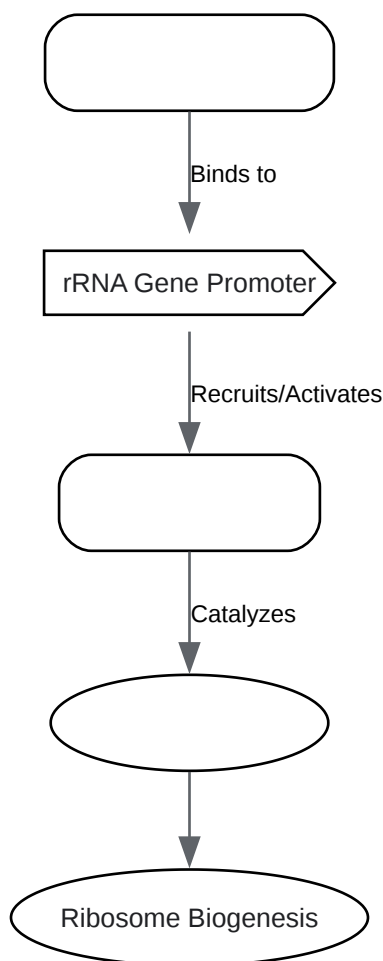 Binds to
rRNA Gene Promoter
Recruits/Activates
Catalyzes
Ribosome Biogenesis